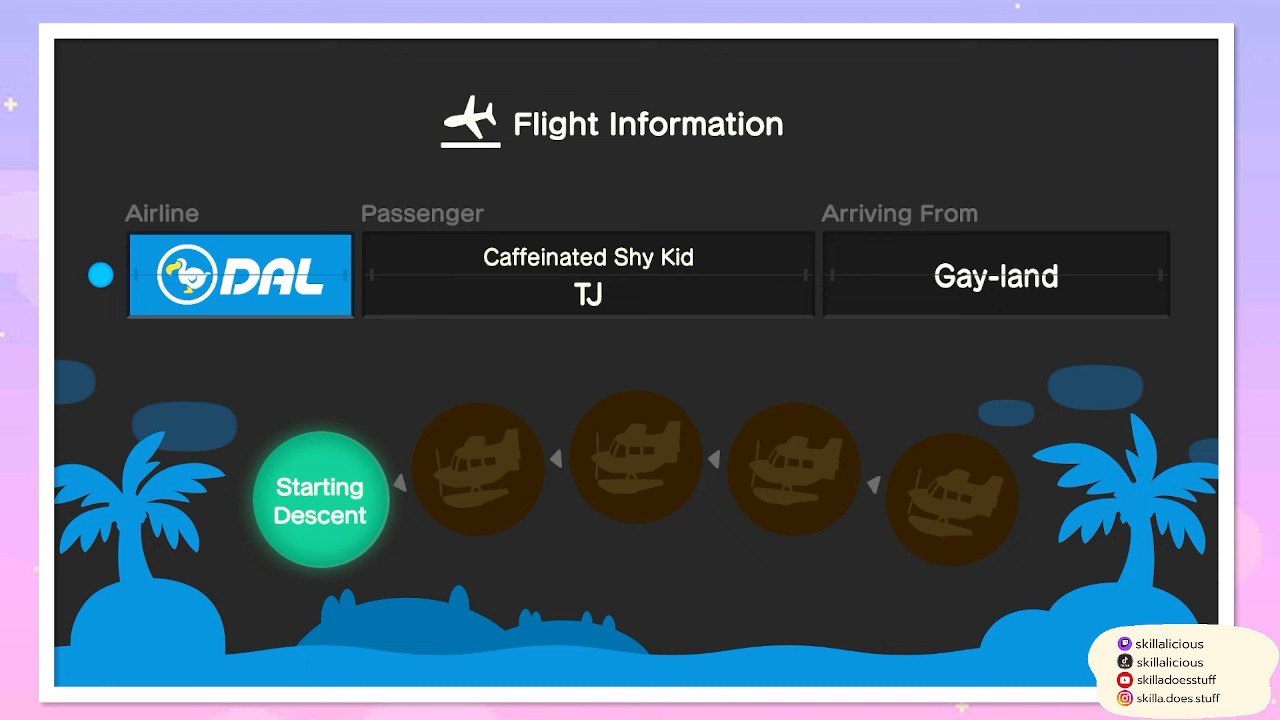 Flight Information
Airline
Passenger
Arriving From
DAL
Caffeinated Shy Kid
TJ
Gay-land
Starting
Descent
skillalicious
skillalicious
skilladoesstuff
skilla.does.stuff